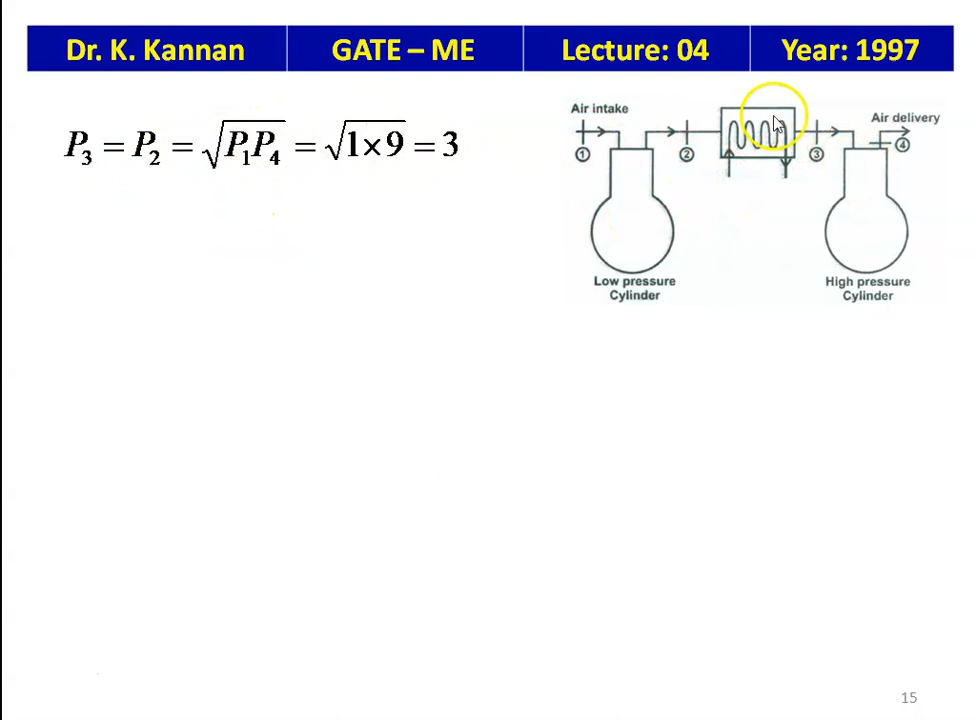 Dr. K. Kannan GATE – ME Lecture: 04 Year: 1997
P₃ = P₂ = √P₁P₄ = √1×9 = 3
Air intake
Air delivery
① ② ③ ④
Low pressure
Cylinder
High pressure
Cylinder
15